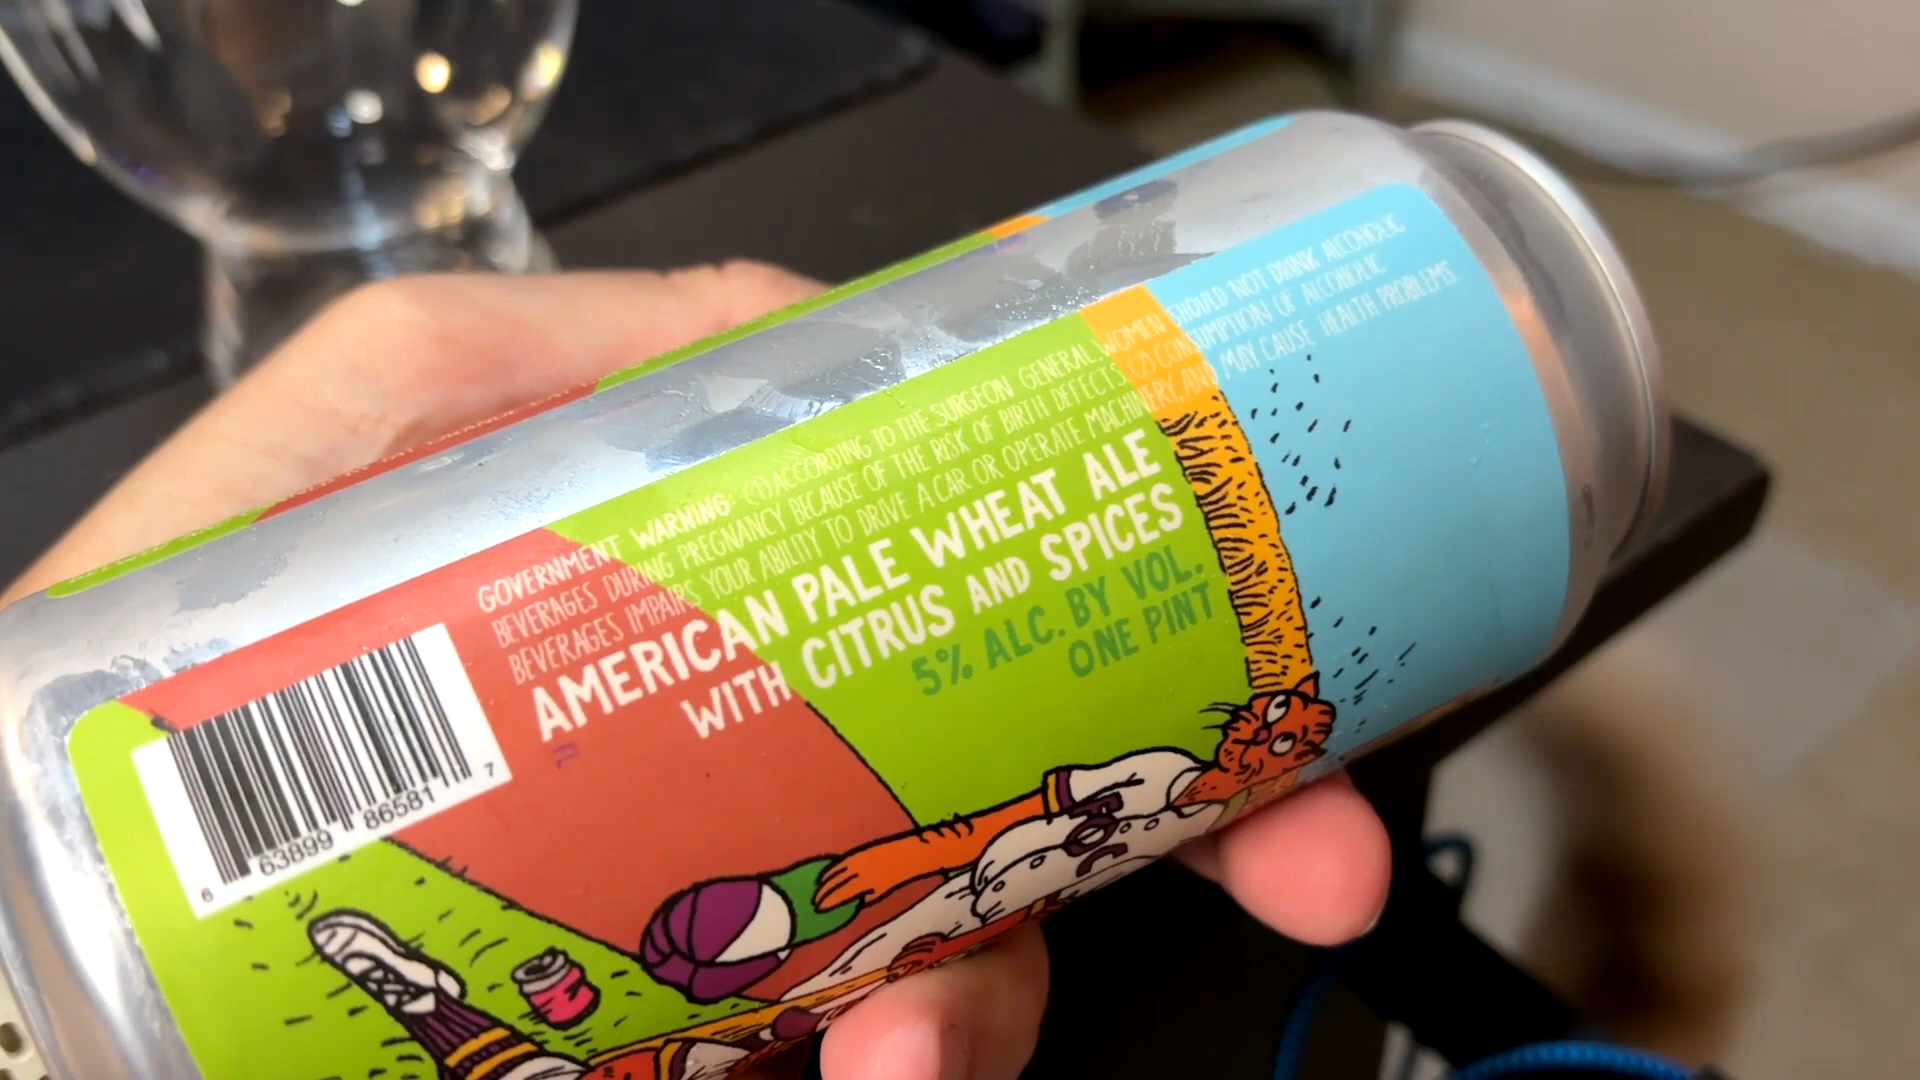 GOVERNMENT WARNING: (1) ACCORDING TO THE SURGEON GENERAL, WOMEN SHOULD NOT DRINK ALCOHOLIC
BEVERAGES DURING PREGNANCY BECAUSE OF THE RISK OF BIRTH DEFECTS. (2) CONSUMPTION OF ALCOHOLIC
BEVERAGES IMPAIRS YOUR ABILITY TO DRIVE A CAR OR OPERATE MACHINERY, AND MAY CAUSE HEALTH PROBLEMS.
AMERICAN PALE WHEAT ALE
WITH CITRUS AND SPICES
5% ALC. BY VOL.
ONE PINT
FL
6 63899 86581 7
FOC